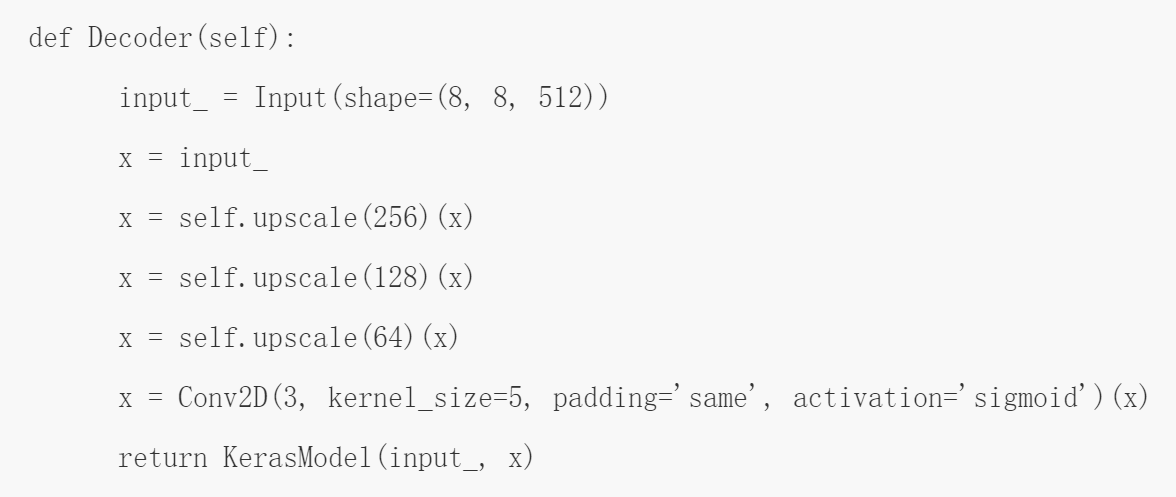 def Decoder(self):
input_ = Input(shape=(8, 8, 512))
x = input_
x = self.upscale(256)(x)
x = self.upscale(128)(x)
x = self.upscale(64)(x)
x = Conv2D(3, kernel_size=5, padding='same', activation='sigmoid')(x)
return KerasModel(input_, x)